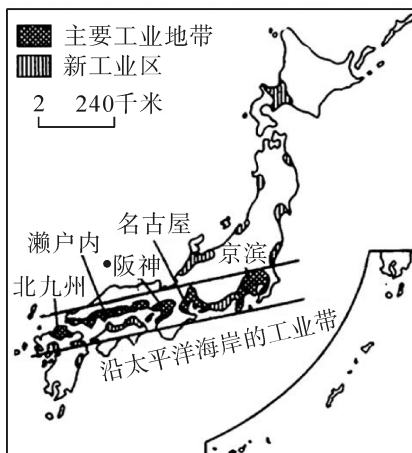 主要工业地带
新工业区
2 240千米
名古屋
濑户内
阪神
京滨
北九州
沿太平洋海岸的工业带